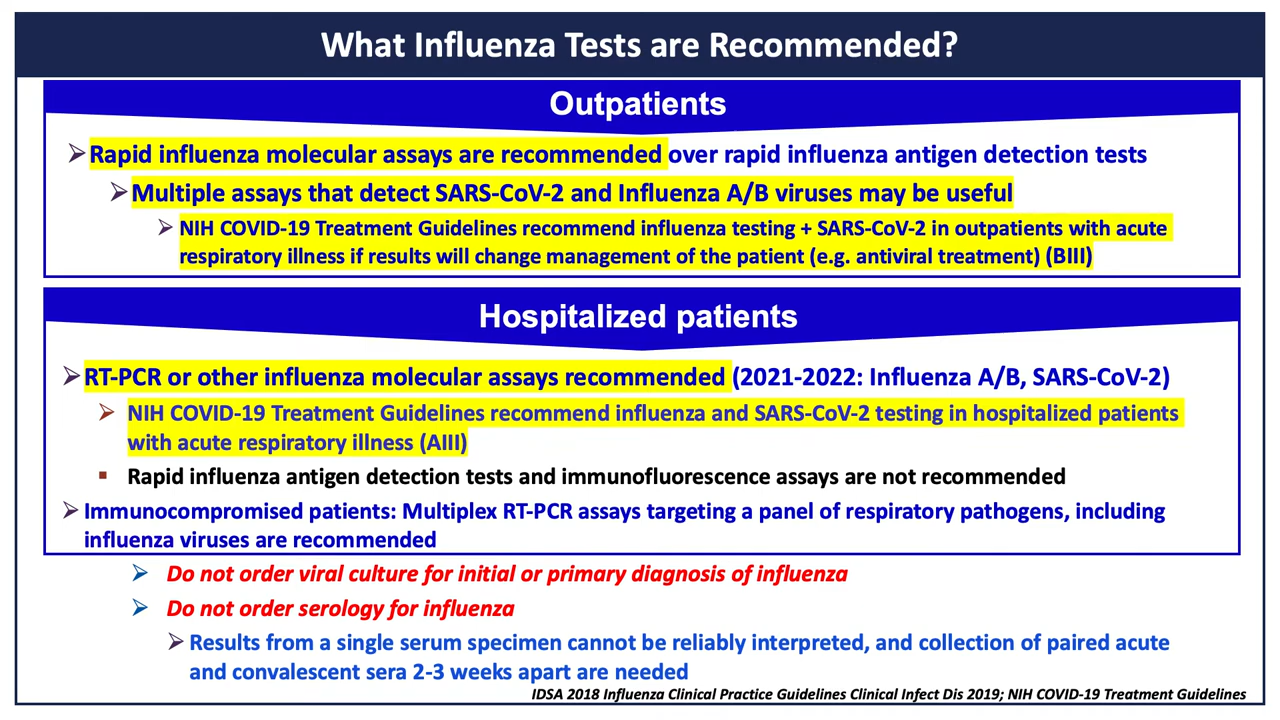 What Influenza Tests are Recommended?
Outpatients
➢Rapid influenza molecular assays are recommended over rapid influenza antigen detection tests
➢Multiple assays that detect SARS-CoV-2 and Influenza A/B viruses may be useful
➢ NIH COVID-19 Treatment Guidelines recommend influenza testing + SARS-CoV-2 in outpatients with acute
respiratory illness if results will change management of the patient (e.g. antiviral treatment) (BIII)
Hospitalized patients
➢RT-PCR or other influenza molecular assays recommended (2021-2022: Influenza A/B, SARS-CoV-2)
➢ NIH COVID-19 Treatment Guidelines recommend influenza and SARS-CoV-2 testing in hospitalized patients
with acute respiratory illness (AIII)
▪ Rapid influenza antigen detection tests and immunofluorescence assays are not recommended
➢Immunocompromised patients: Multiplex RT-PCR assays targeting a panel of respiratory pathogens, including
influenza viruses are recommended
➢ Do not order viral culture for initial or primary diagnosis of influenza
➢ Do not order serology for influenza
➢Results from a single serum specimen cannot be reliably interpreted, and collection of paired acute
and convalescent sera 2-3 weeks apart are needed
IDSA 2018 Influenza Clinical Practice Guidelines Clinical Infect Dis 2019; NIH COVID-19 Treatment Guidelines